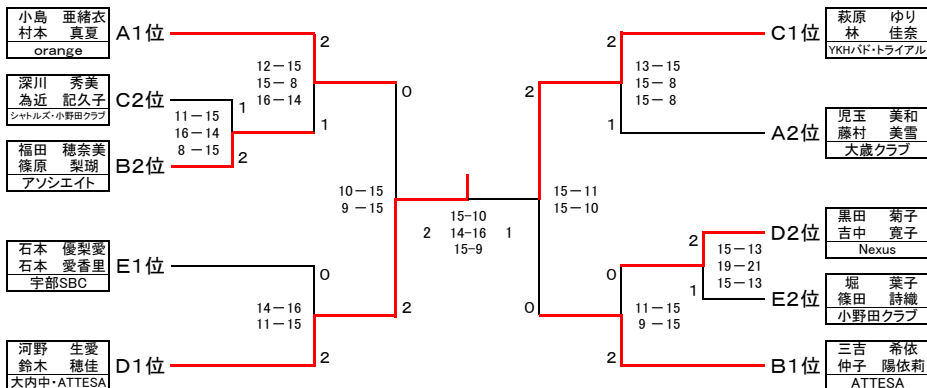 小島 亜緒衣
村本 真夏
orange
A1位
深川 秀美
為近 記久子
シャトルズ・小野田クラブ
C2位
福田 穂奈美
篠原 梨瑚
アソシエイト
B2位
石本 優梨愛
石本 愛香里
宇部SBC
E1位
河野 生愛
鈴木 穂佳
大内中・ATTESA
D1位
2
12-15
15-8
16-14
1
1
11-15
16-14
8-15
2
0
10-15
9-15
2
0
14-16
11-15
2
2
15-10
14-16
15-9
1
2
15-11
15-10
0
2
13-15
15-8
15-8
1
2
15-13
19-21
15-13
1
0
11-15
9-15
2
C1位
萩原 ゆり
林 佳奈
YKHバド・トライアル
A2位
児玉 美和
藤村 美雪
大歳クラブ
D2位
黒田 菊子
吉中 寛子
Nexus
E2位
堀 葉子
篠田 詩織
小野田クラブ
B1位
三吉 希依
仲子 陽依莉
ATTESA